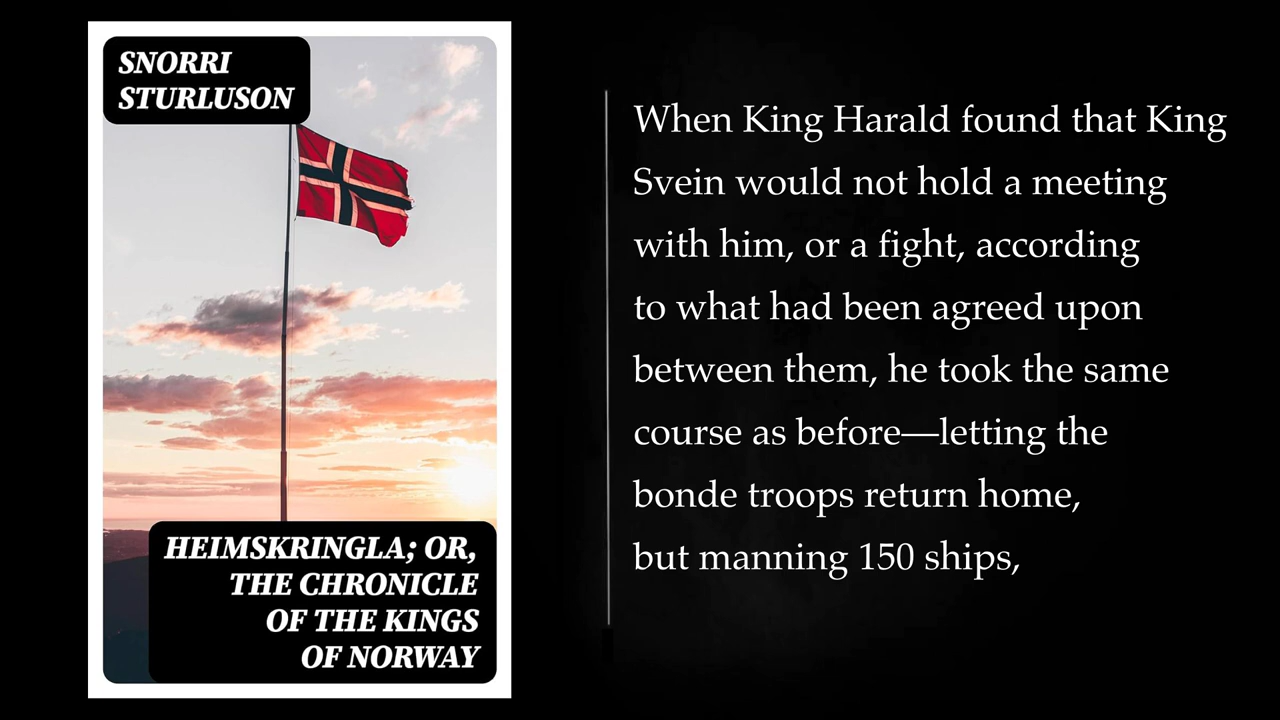 SNORRI
STURLUSON
HEIMSKRINGLA; OR,
THE CHRONICLE
OF THE KINGS
OF NORWAY
When King Harald found that King
Svein would not hold a meeting
with him, or a fight, according
to what had been agreed upon
between them, he took the same
course as before—letting the
bonde troops return home,
but manning 150 ships,